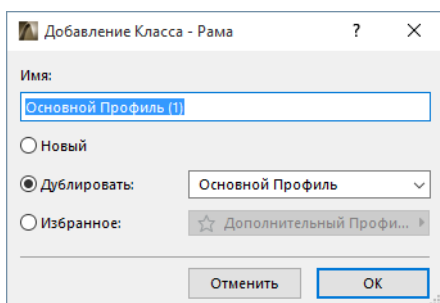 Добавление Класса - Рама
Имя:
Основной Профиль (1)
Новый
Дублировать: Основной Профиль
Избранное: Дополнительный Профи...
Отменить OK